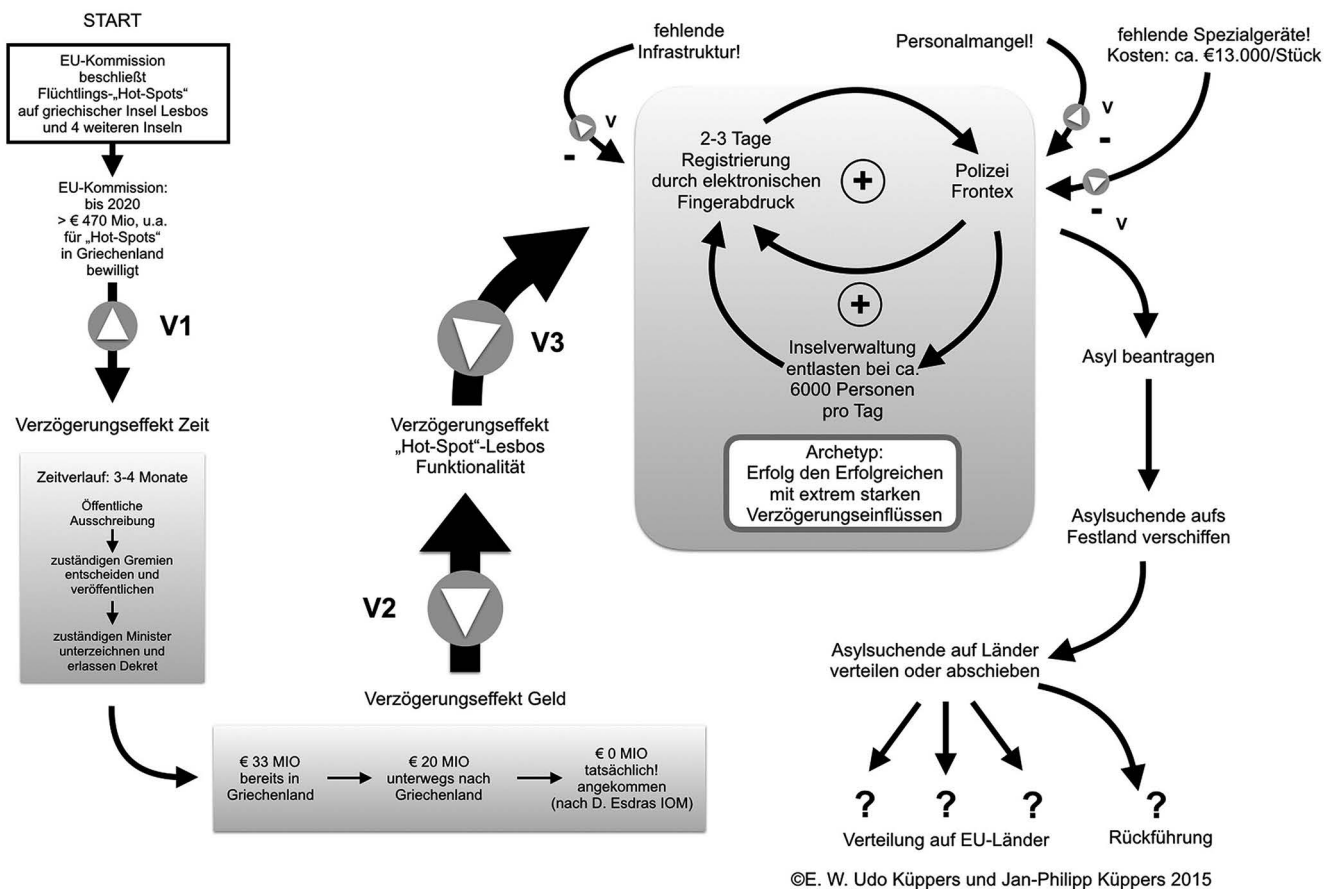 START
EU-Kommission
beschließt
Flüchtlings-„Hot-Spots“
auf griechischer Insel Lesbos
und 4 weiteren Inseln
EU-Kommission:
bis 2020
> € 470 Mio, u.a.
für „Hot-Spots“
in Griechenland
bewilligt
V1
Verzögerungseffekt Zeit
Zeitverlauf: 3-4 Monate
Öffentliche
Ausschreibung
zuständigen Gremien
entscheiden und
veröffentlichen
zuständigen Minister
unterzeichnen und
erlassen Dekret
€ 33 MIO
bereits in
Griechenland
€ 20 MIO
unterwegs nach
Griechenland
€ 0 MIO
tatsächlich!
angekommen
(nach D. Esdras IOM)
Verzögerungseffekt Geld
V2
Verzögerungseffekt
„Hot-Spot“-Lesbos
Funktionalität
V3
fehlende
Infrastruktur!
v
-
Personalmangel!
v
-
fehlende Spezialgeräte!
Kosten: ca. €13.000/Stück
-
v
2-3 Tage
Registrierung
durch elektronischen
Fingerabdruck
+
Polizei
Frontex
+
Inselverwaltung
entlasten bei ca.
6000 Personen
pro Tag
Archetyp:
Erfolg den Erfolgreichen
mit extrem starken
Verzögerungseinflüssen
Asyl beantragen
Asylsuchende aufs
Festland verschiffen
Asylsuchende auf Länder
verteilen oder abschieben
? ? ? ?
Verteilung auf EU-Länder
Rückführung
©E. W. Udo Küppers und Jan-Philipp Küppers 2015